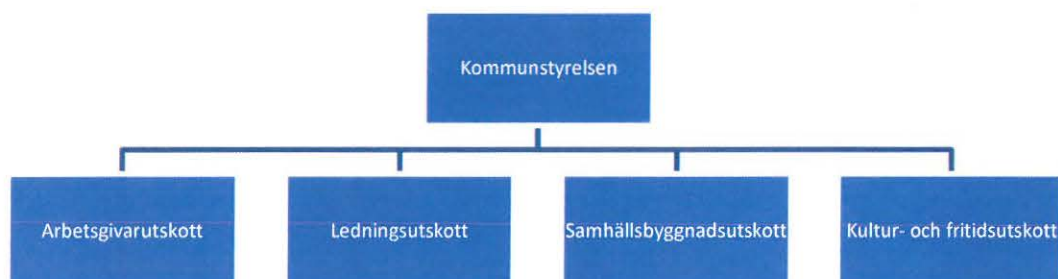 Kommunstyrelsen
Arbetsgivarutskott
Ledningsutskott
Samhällsbyggnadsutskott
Kultur- och fritidsutskott